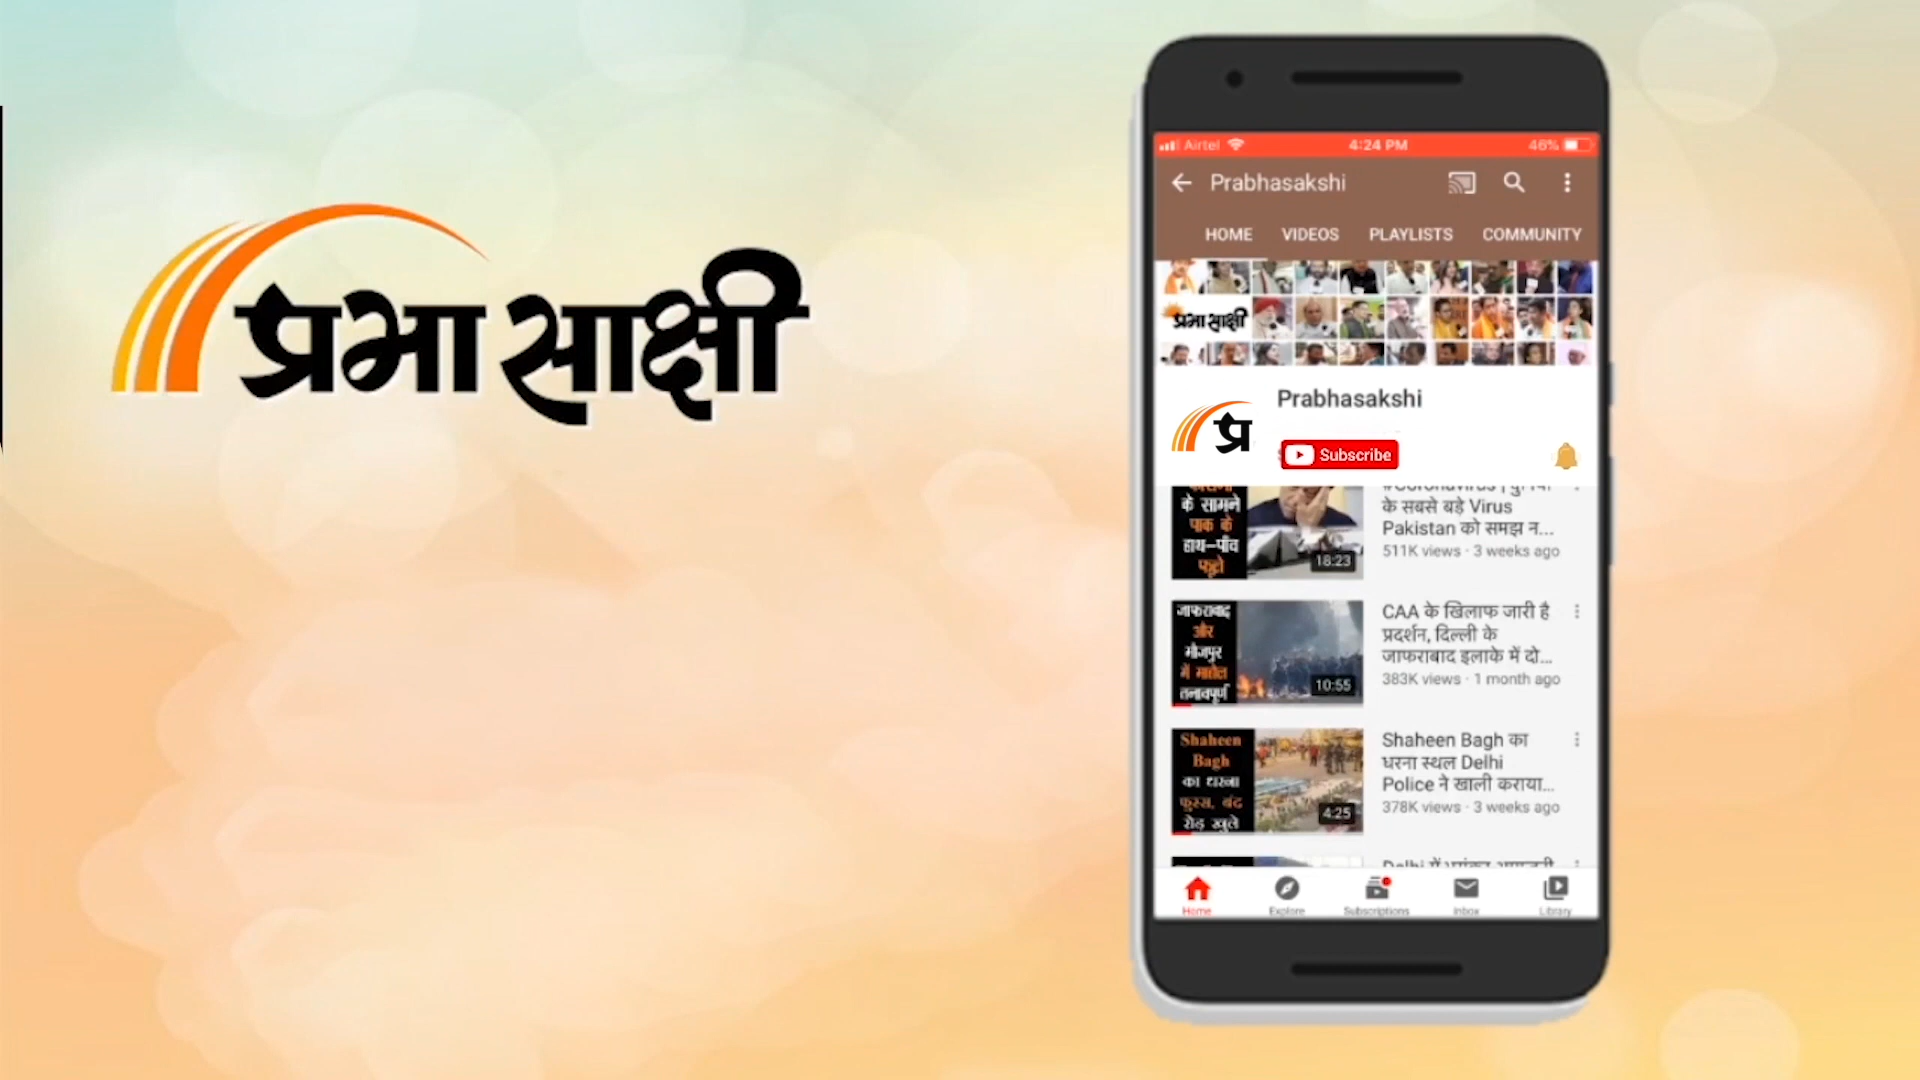 प्रभा साक्षी
Airtel 4:24 PM 46%
Prabhasakshi
HOME VIDEOS PLAYLISTS COMMUNITY
प्रभा साक्षी
Prabhasakshi
प्र
Subscribe
के सामने
पाक के
हाथ-पाँव
फूले
18:23
के सबसे बड़े Virus
Pakistan को समझ न...
511K views · 3 weeks ago
जाफराबाद
और
मौजपुर
में माहौल
तनावपूर्ण
10:55
CAA के खिलाफ जारी है
प्रदर्शन, दिल्ली के
जाफराबाद इलाके में दो...
383K views · 1 month ago
Shaheen
Bagh
का धरना
फुस्स, बंद
रोड खुले
4:25
Shaheen Bagh का
धरना स्थल Delhi
Police ने खाली कराया...
378K views · 3 weeks ago
Home Explore Subscriptions Inbox Library